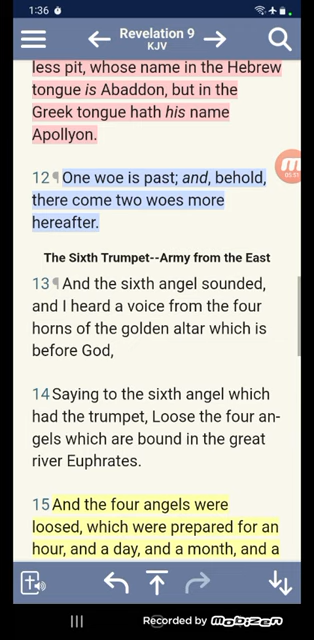 1:36
Revelation 9
KJV
less pit, whose name in the Hebrew
tongue is Abaddon, but in the
Greek tongue hath his name
Apollyon.
12 ¶ One woe is past; and, behold,
there come two woes more
hereafter.
The Sixth Trumpet--Army from the East
13 ¶ And the sixth angel sounded,
and I heard a voice from the four
horns of the golden altar which is
before God,
14 Saying to the sixth angel which
had the trumpet, Loose the four an-
gels which are bound in the great
river Euphrates.
15 And the four angels were
loosed, which were prepared for an
hour, and a day, and a month, and a
Recorded by mobizen